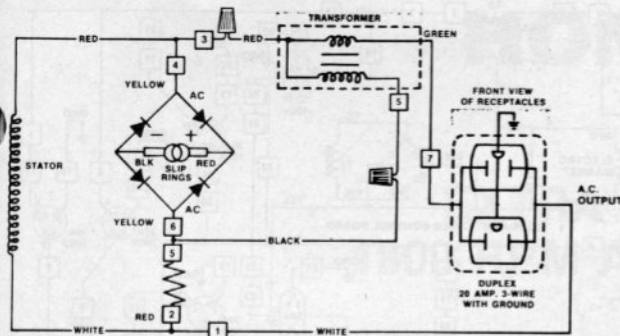 TRANSFORMER
RED
3
RED
GREEN
4
YELLOW
AC
5
FRONT VIEW
OF RECEPTACLES
STATOR
+
BLK
RED
SLIP
RINGS
7
A.C.
OUTPUT
AC
YELLOW
6
BLACK
5
DUPLEX
20 AMP. 3-WIRE
WITH GROUND
RED
2
WHITE
1
WHITE